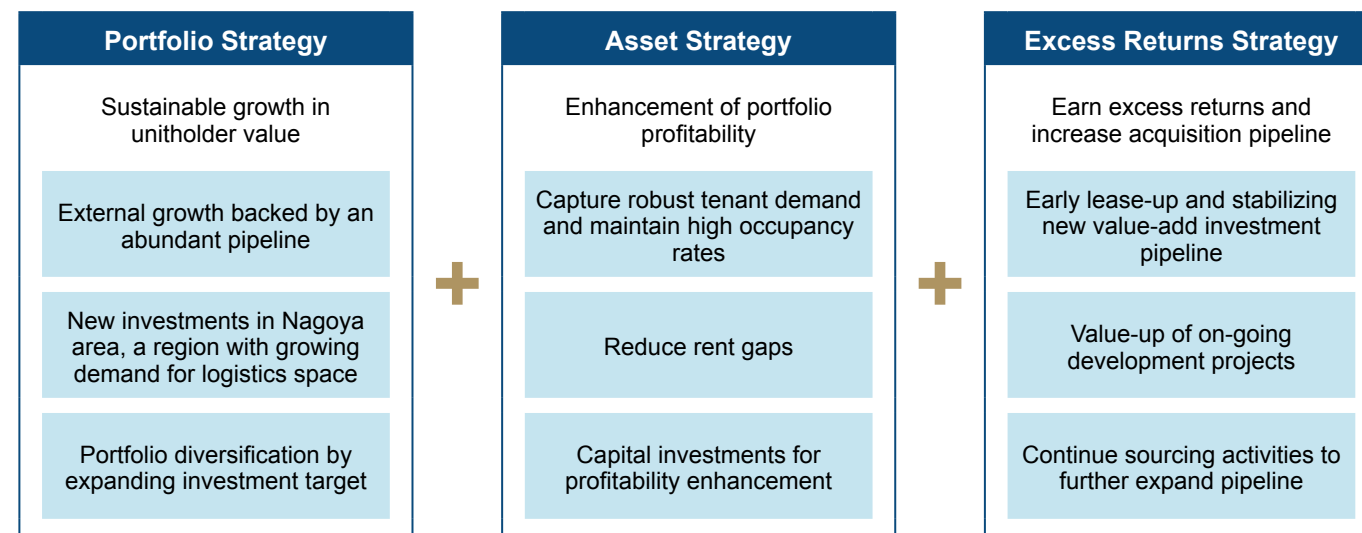 Portfolio Strategy
Sustainable growth in
unitholder value
External growth backed by an
abundant pipeline
New investments in Nagoya
area, a region with growing
demand for logistics space
Portfolio diversification by
expanding investment target
Asset Strategy
Enhancement of portfolio
profitability
Capture robust tenant demand
and maintain high occupancy
rates
Reduce rent gaps
Capital investments for
profitability enhancement
Excess Returns Strategy
Earn excess returns and
increase acquisition pipeline
Early lease-up and stabilizing
new value-add investment
pipeline
Value-up of on-going
development projects
Continue sourcing activities to
further expand pipeline